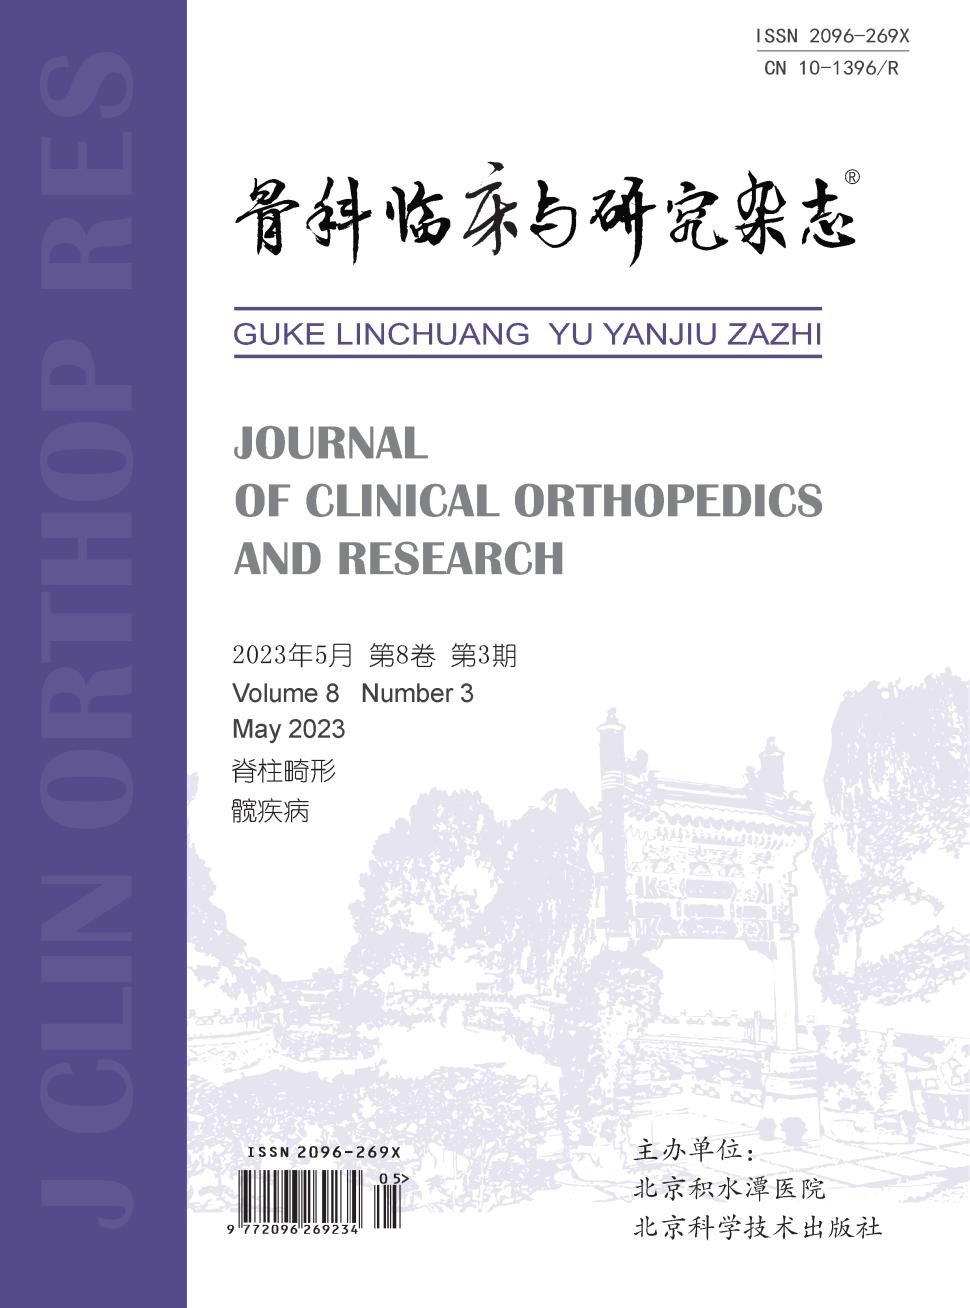 ISSN 2096-269X
CN 10-1396/R
骨科临床与研究杂志®
GUKE LINCHUANG YU YANJIU ZAZHI
JOURNAL
OF CLINICAL ORTHOPEDICS
AND RESEARCH
2023年5月 第8卷 第3期
Volume 8 Number 3
May 2023
脊柱畸形
髋疾病
J CLIN ORTHOP RES
ISSN 2096-269X
05>
9 772096 269234
主办单位：
北京积水潭医院
北京科学技术出版社